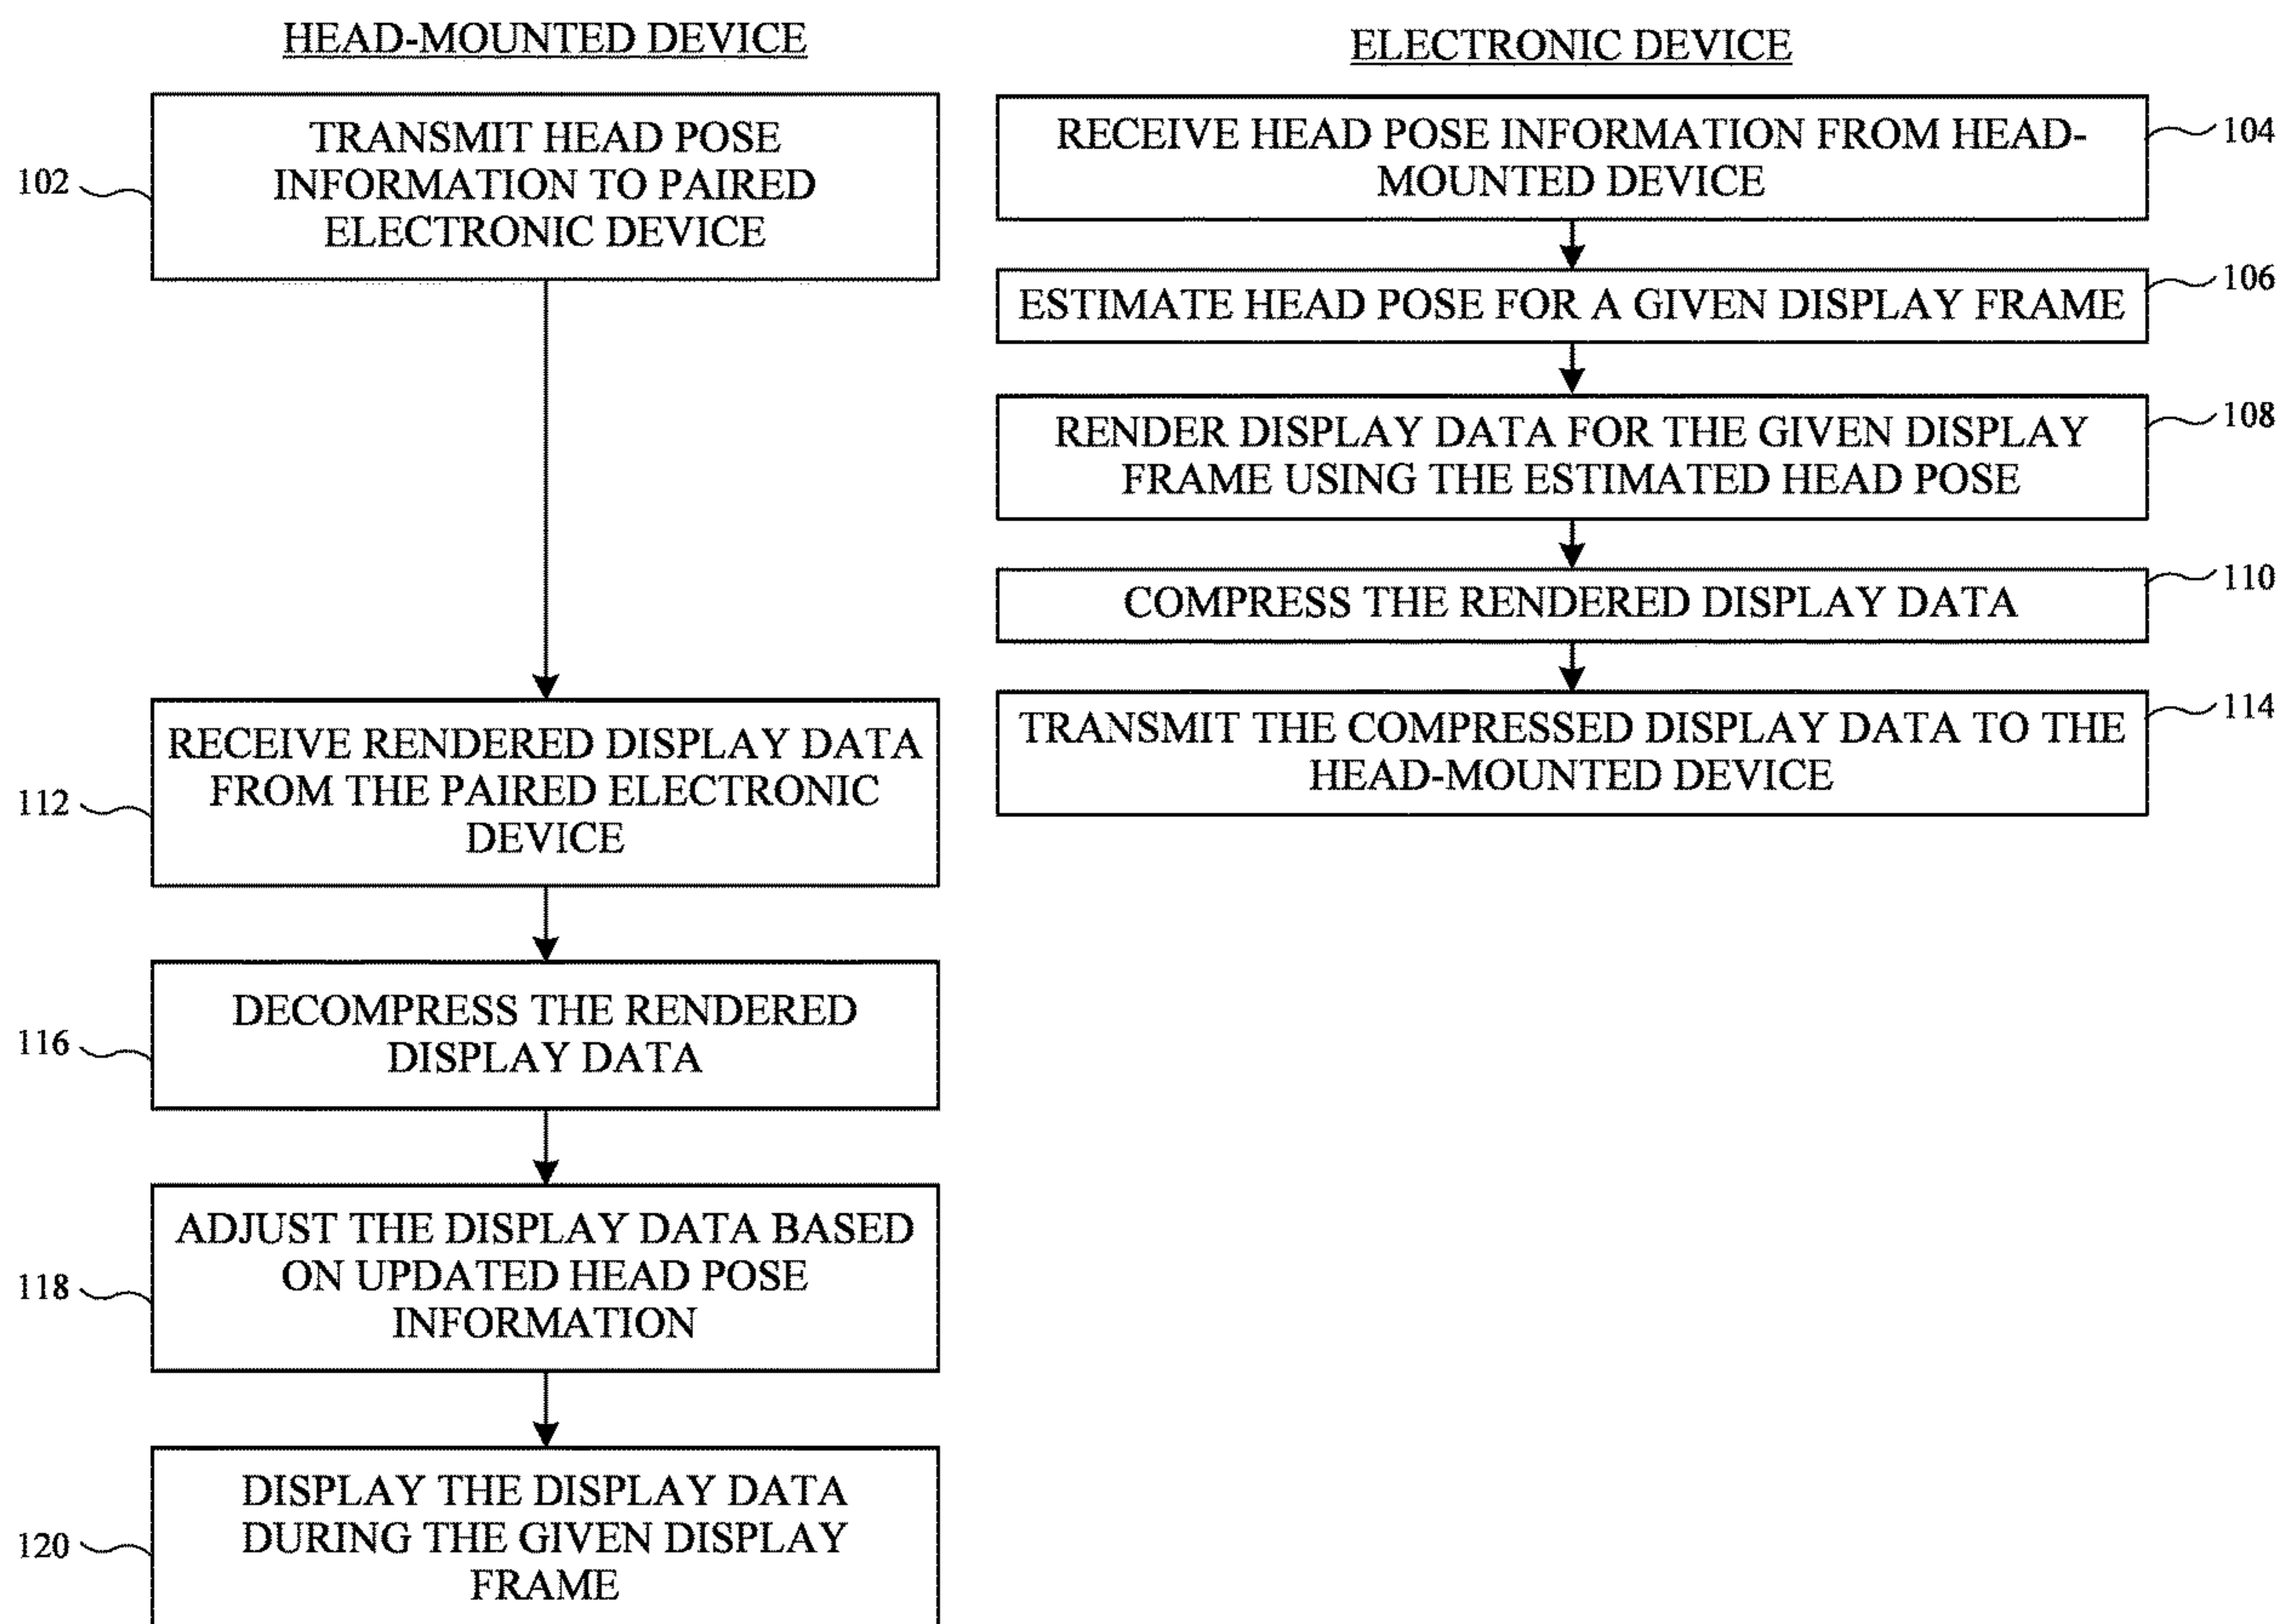 HEAD-MOUNTED DEVICE
102
TRANSMIT HEAD POSE
INFORMATION TO PAIRED
ELECTRONIC DEVICE
112
RECEIVE RENDERED DISPLAY DATA
FROM THE PAIRED ELECTRONIC
DEVICE
116
DECOMPRESS THE RENDERED
DISPLAY DATA
118
ADJUST THE DISPLAY DATA BASED
ON UPDATED HEAD POSE
INFORMATION
120
DISPLAY THE DISPLAY DATA
DURING THE GIVEN DISPLAY
FRAME
ELECTRONIC DEVICE
RECEIVE HEAD POSE INFORMATION FROM HEAD-
MOUNTED DEVICE
104
ESTIMATE HEAD POSE FOR A GIVEN DISPLAY FRAME
106
RENDER DISPLAY DATA FOR THE GIVEN DISPLAY
FRAME USING THE ESTIMATED HEAD POSE
108
COMPRESS THE RENDERED DISPLAY DATA
110
TRANSMIT THE COMPRESSED DISPLAY DATA TO THE
HEAD-MOUNTED DEVICE
114